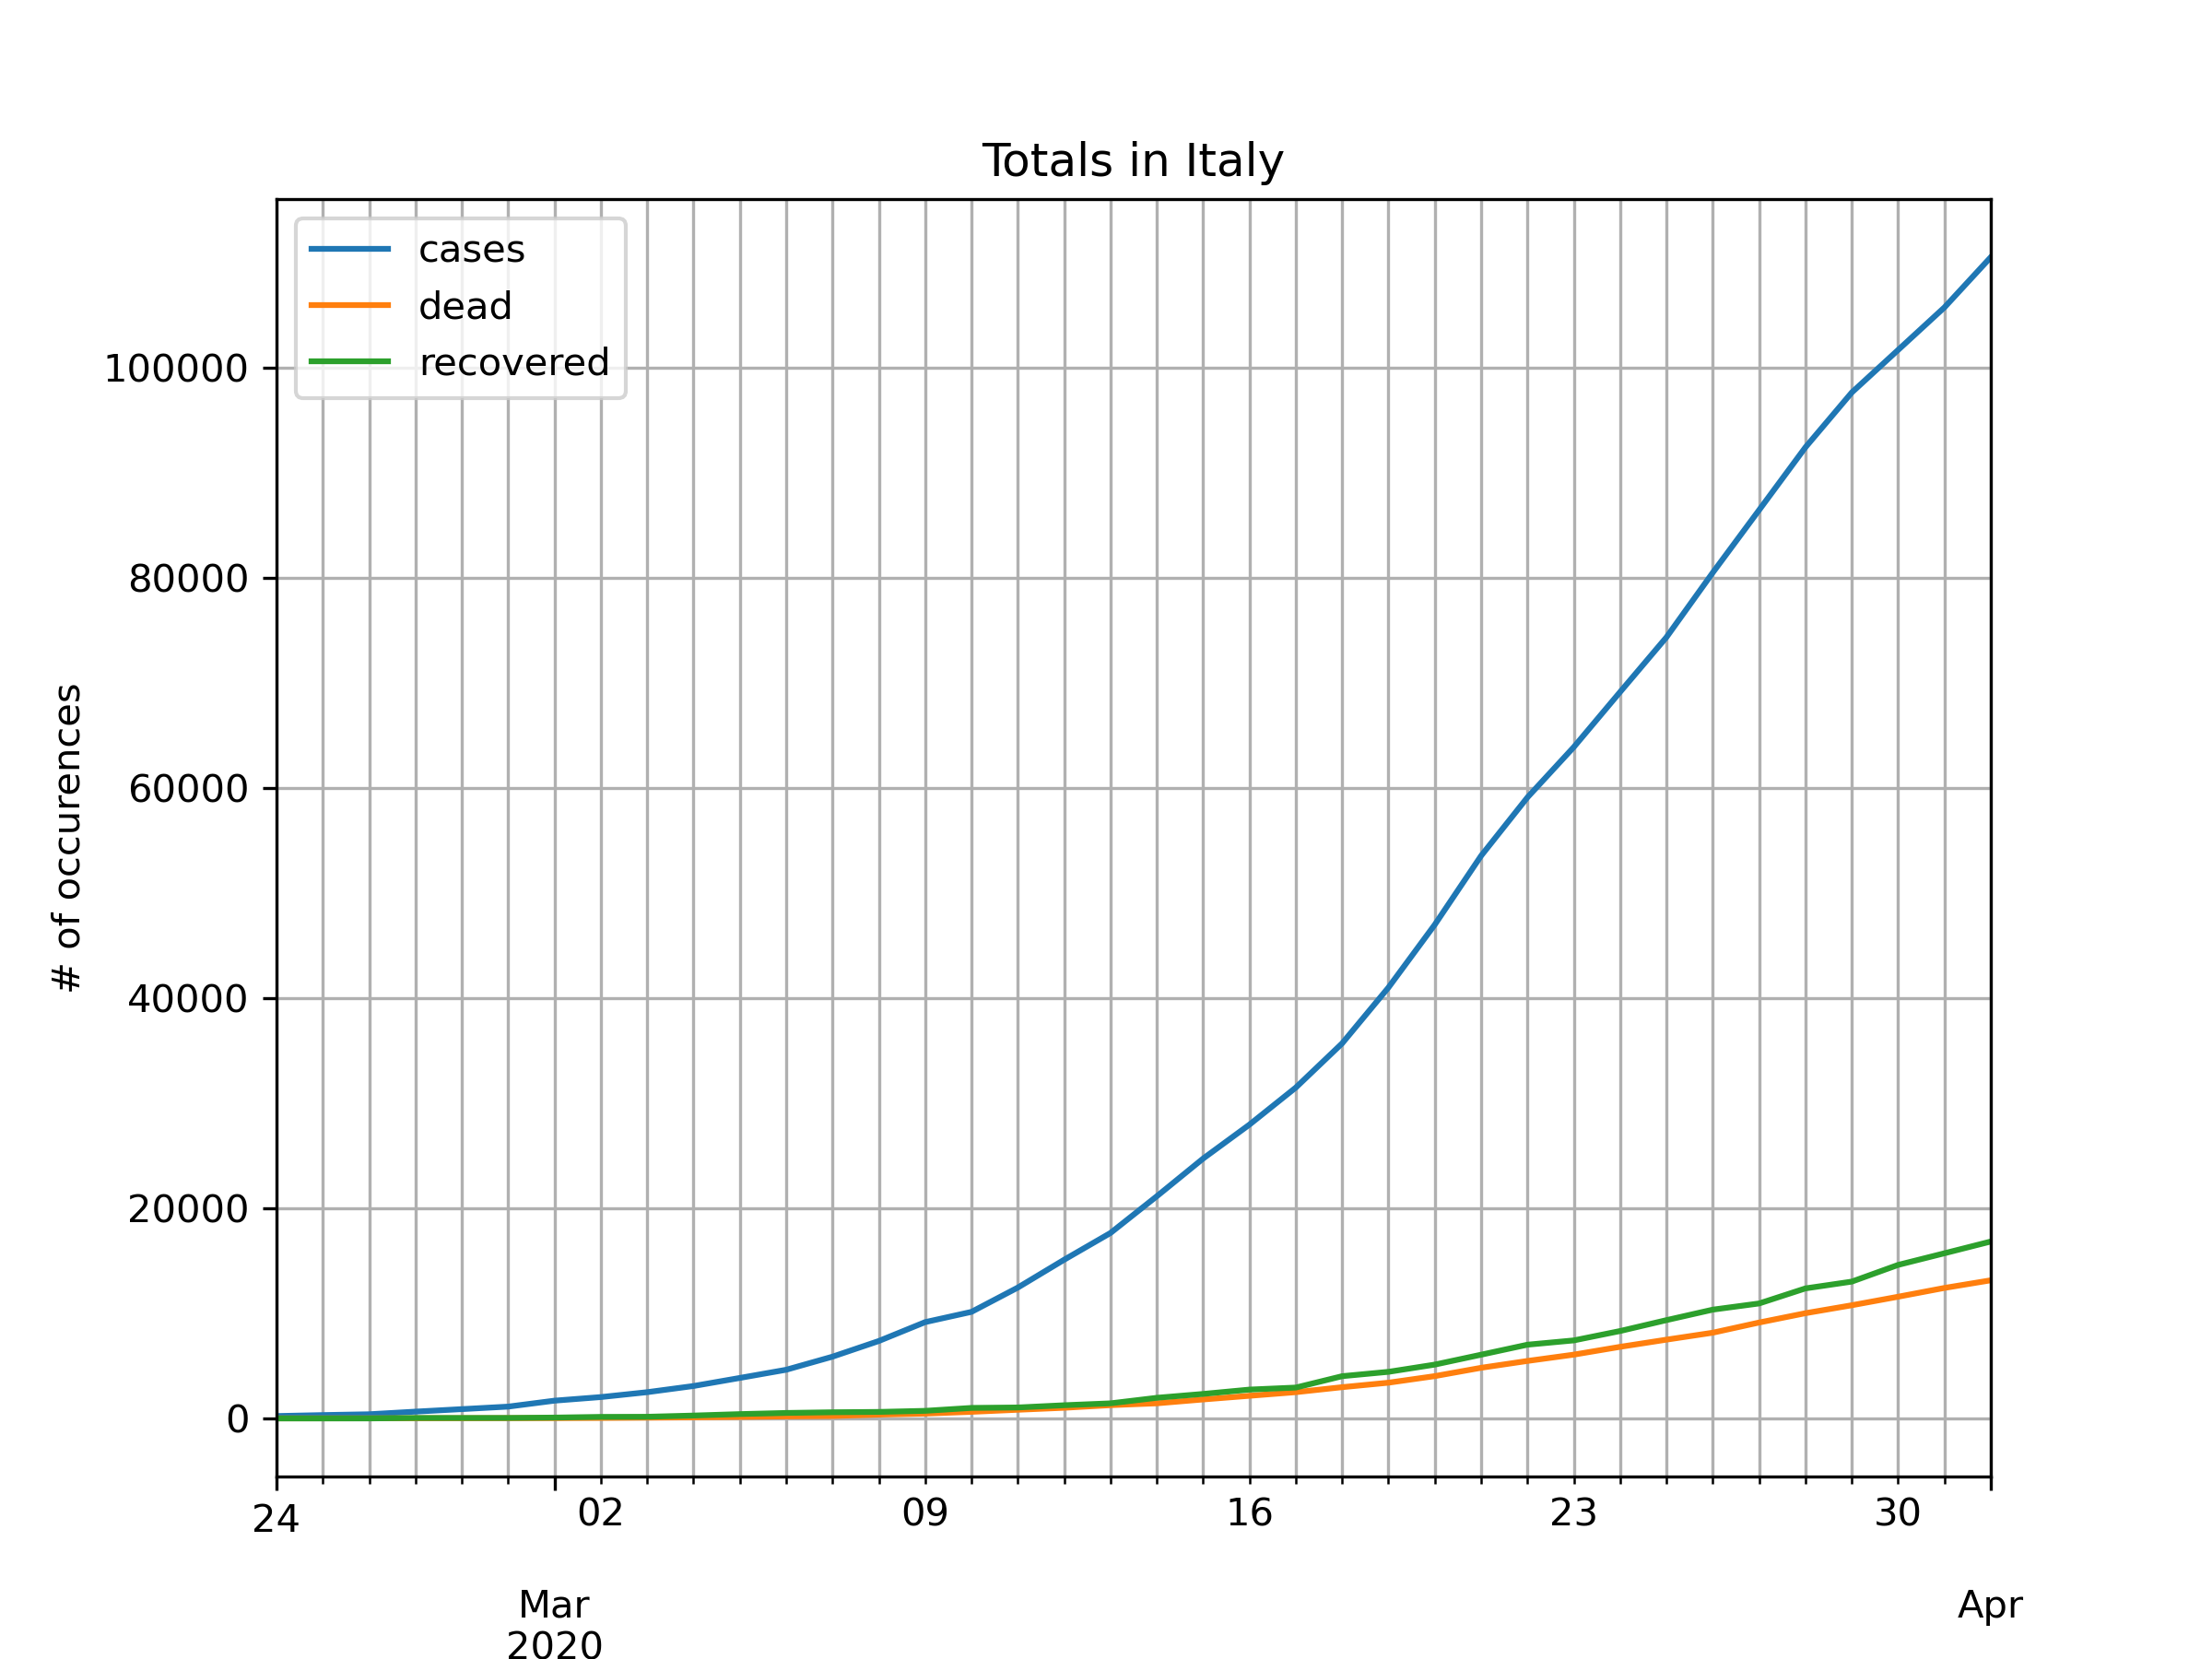 Totals in Italy
cases
dead
recovered
# of occurences
100000
80000
60000
40000
20000
0
24 02 09 16 23 30
Mar Apr
2020